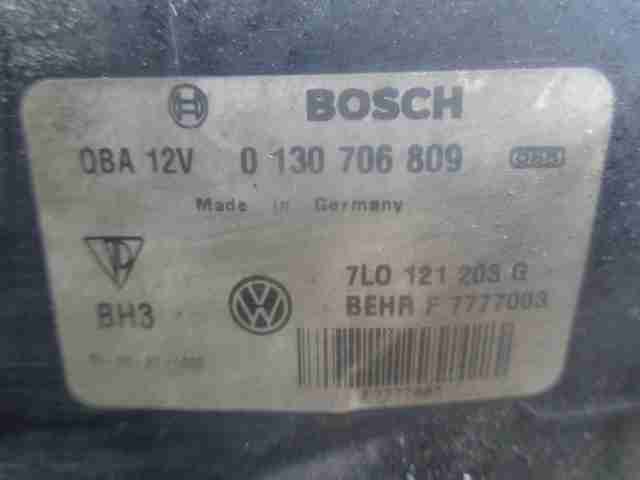 BOSCH
QBA 12V 0 130 706 809
Made in Germany
7L0 121 203 G
BH3
BEHR F 7777003